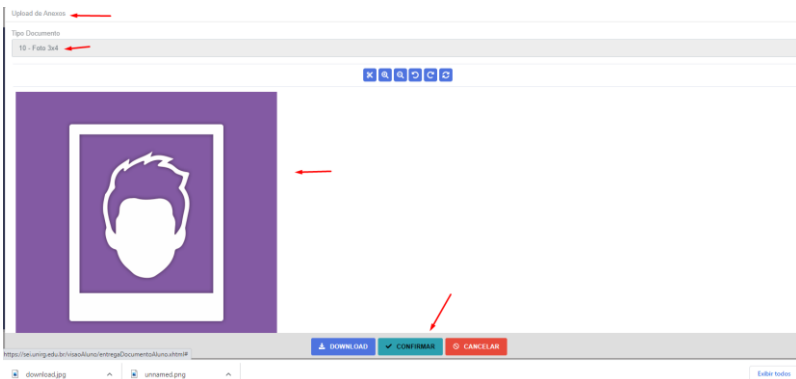 Upload de Anexos
Tipo Documento
10 - Foto 3x4
DOWNLOAD CONFIRMAR CANCELAR
https://sei.unirg.edu.br/visaoAluno/entregaDocumentoAluno.xhtml#
download.jpg unnamed.png Exibir todos